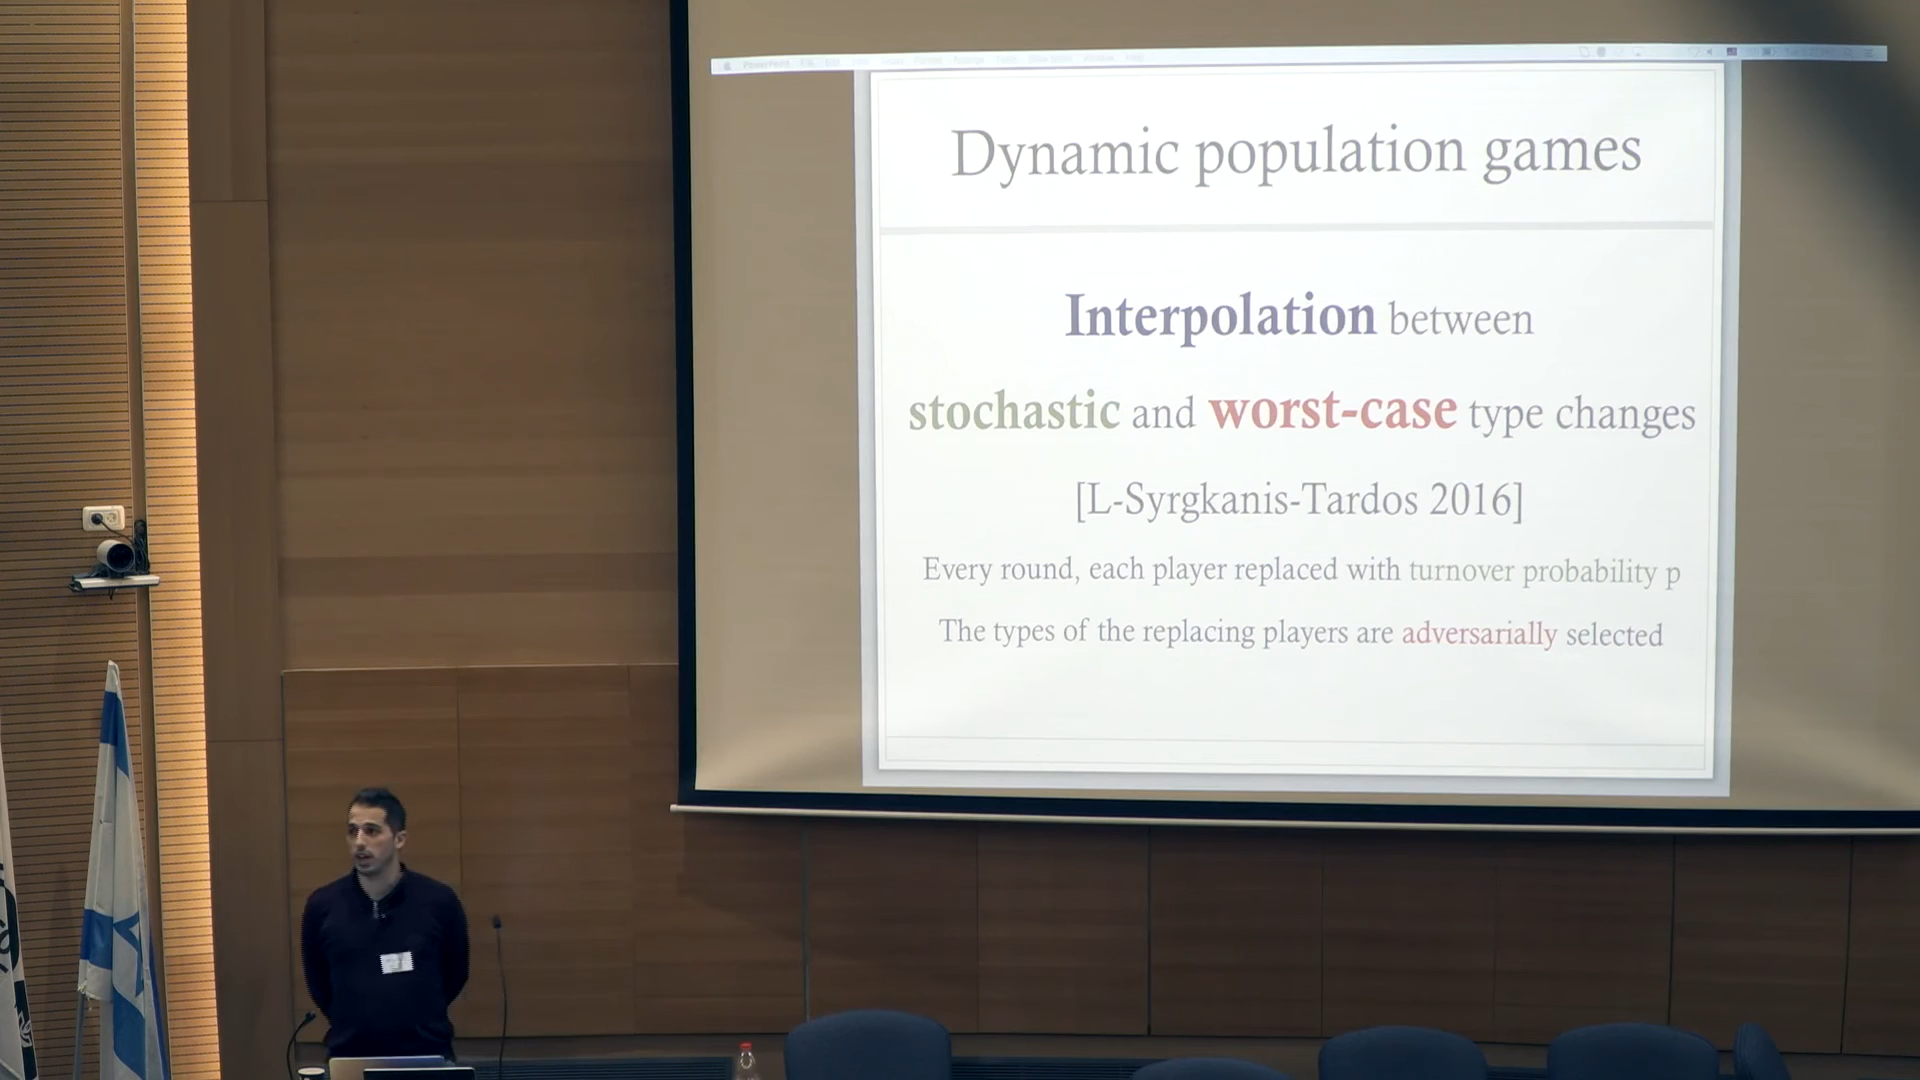 PowerPoint
Dynamic population games
Interpolation between
stochastic and worst-case type changes
[L-Syrgkanis-Tardos 2016]
Every round, each player replaced with turnover probability p
The types of the replacing players are adversarially selected